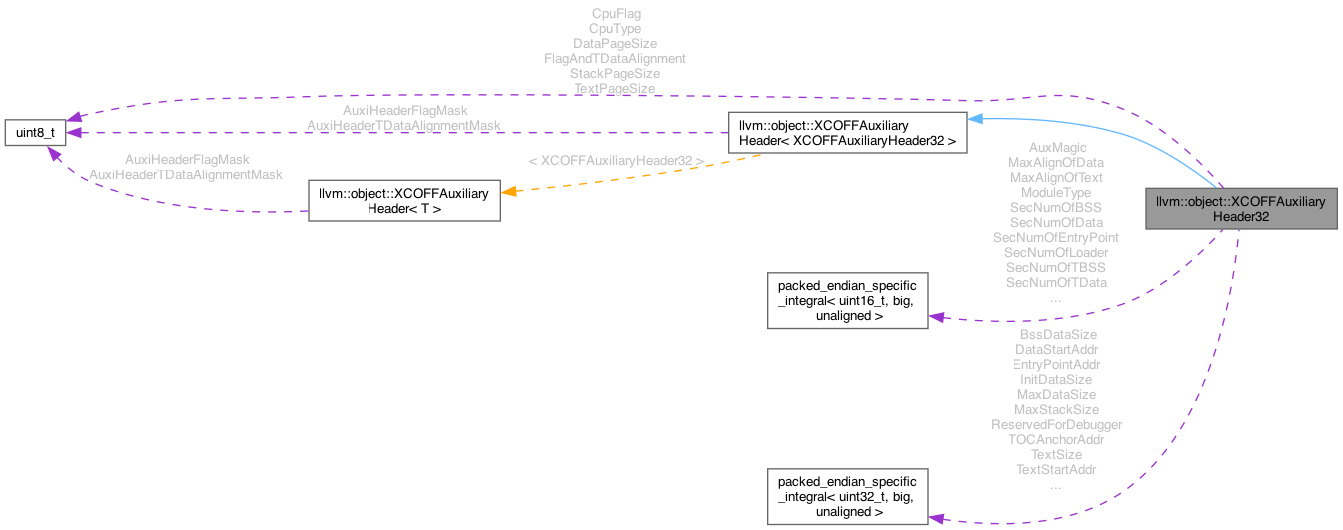 CpuFlag
CpuType
DataPageSize
FlagAndTDataAlignment
StackPageSize
TextPageSize
uint8_t
AuxiHeaderFlagMask
AuxiHeaderTDataAlignmentMask
llvm::object::XCOFFAuxiliary
Header< XCOFFAuxiliaryHeader32 >
AuxiHeaderFlagMask
AuxiHeaderTDataAlignmentMask
< XCOFFAuxiliaryHeader32 >
llvm::object::XCOFFAuxiliary
Header< T >
AuxMagic
MaxAlignOfData
MaxAlignOfText
ModuleType
SecNumOfBSS
SecNumOfData
SecNumOfEntryPoint
SecNumOfLoader
SecNumOfTBSS
SecNumOfTData
...
llvm::object::XCOFFAuxiliary
Header32
packed_endian_specific
_integral< uint16_t, big,
unaligned >
BssDataSize
DataStartAddr
EntryPointAddr
InitDataSize
MaxDataSize
MaxStackSize
ReservedForDebugger
TOCAnchorAddr
TextSize
TextStartAddr
...
packed_endian_specific
_integral< uint32_t, big,
unaligned >